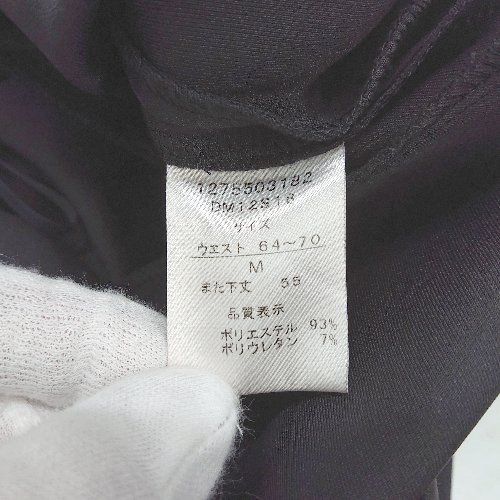 1275503182
DM12S18
サイズ
ウエスト 64～70
M
また下丈 55
品質表示
ポリエステル 93%
ポリウレタン 7%